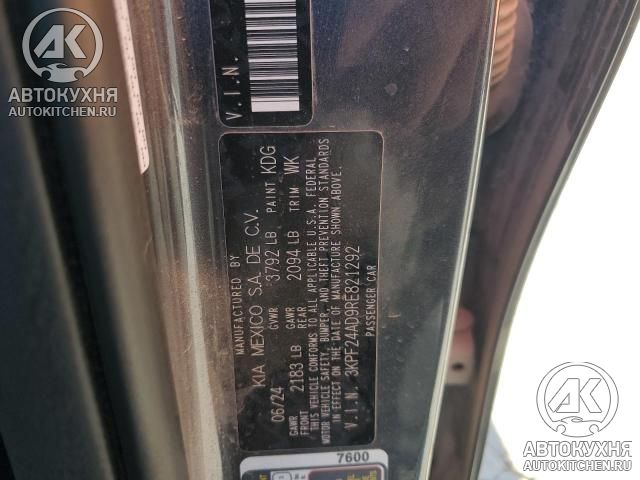 АК
АВТОКУХНЯ
AUTOKITCHEN.RU
V.I.N.
MANUFACTURED BY
KIA MEXICO S.A. DE C.V.
06/24 GVWR 3792 LB PAINT KDG
GAWR FRONT 2183 LB GAWR REAR 2094 LB TRIM WK
THIS VEHICLE CONFORMS TO ALL APPLICABLE U.S.A. FEDERAL
MOTOR VEHICLE SAFETY, BUMPER, AND THEFT PREVENTION STANDARDS
IN EFFECT ON THE DATE OF MANUFACTURE SHOWN ABOVE.
V.I.N. 3KPF24AD9RE821292
PASSENGER CAR
7600
АК
АВТОКУХНЯ
AUTOKITCHEN.RU